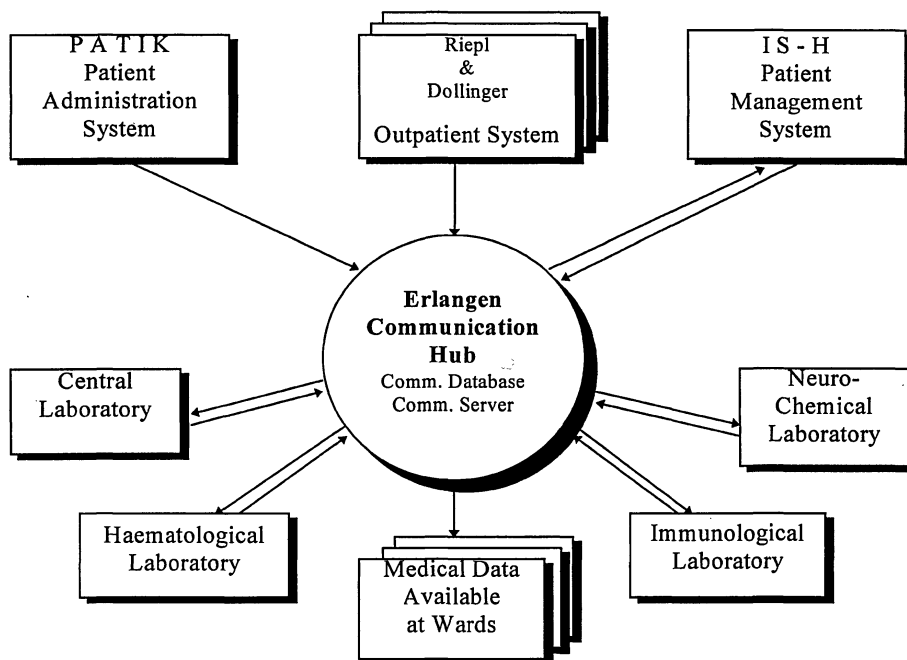 P A T I K
Patient
Administration
System
Riepl
&
Dollinger
Outpatient System
I S - H
Patient
Management
System
Erlangen
Communication
Hub
Comm. Database
Comm. Server
Central
Laboratory
Neuro-
Chemical
Laboratory
Haematological
Laboratory
Medical Data
Available
at Wards
Immunological
Laboratory